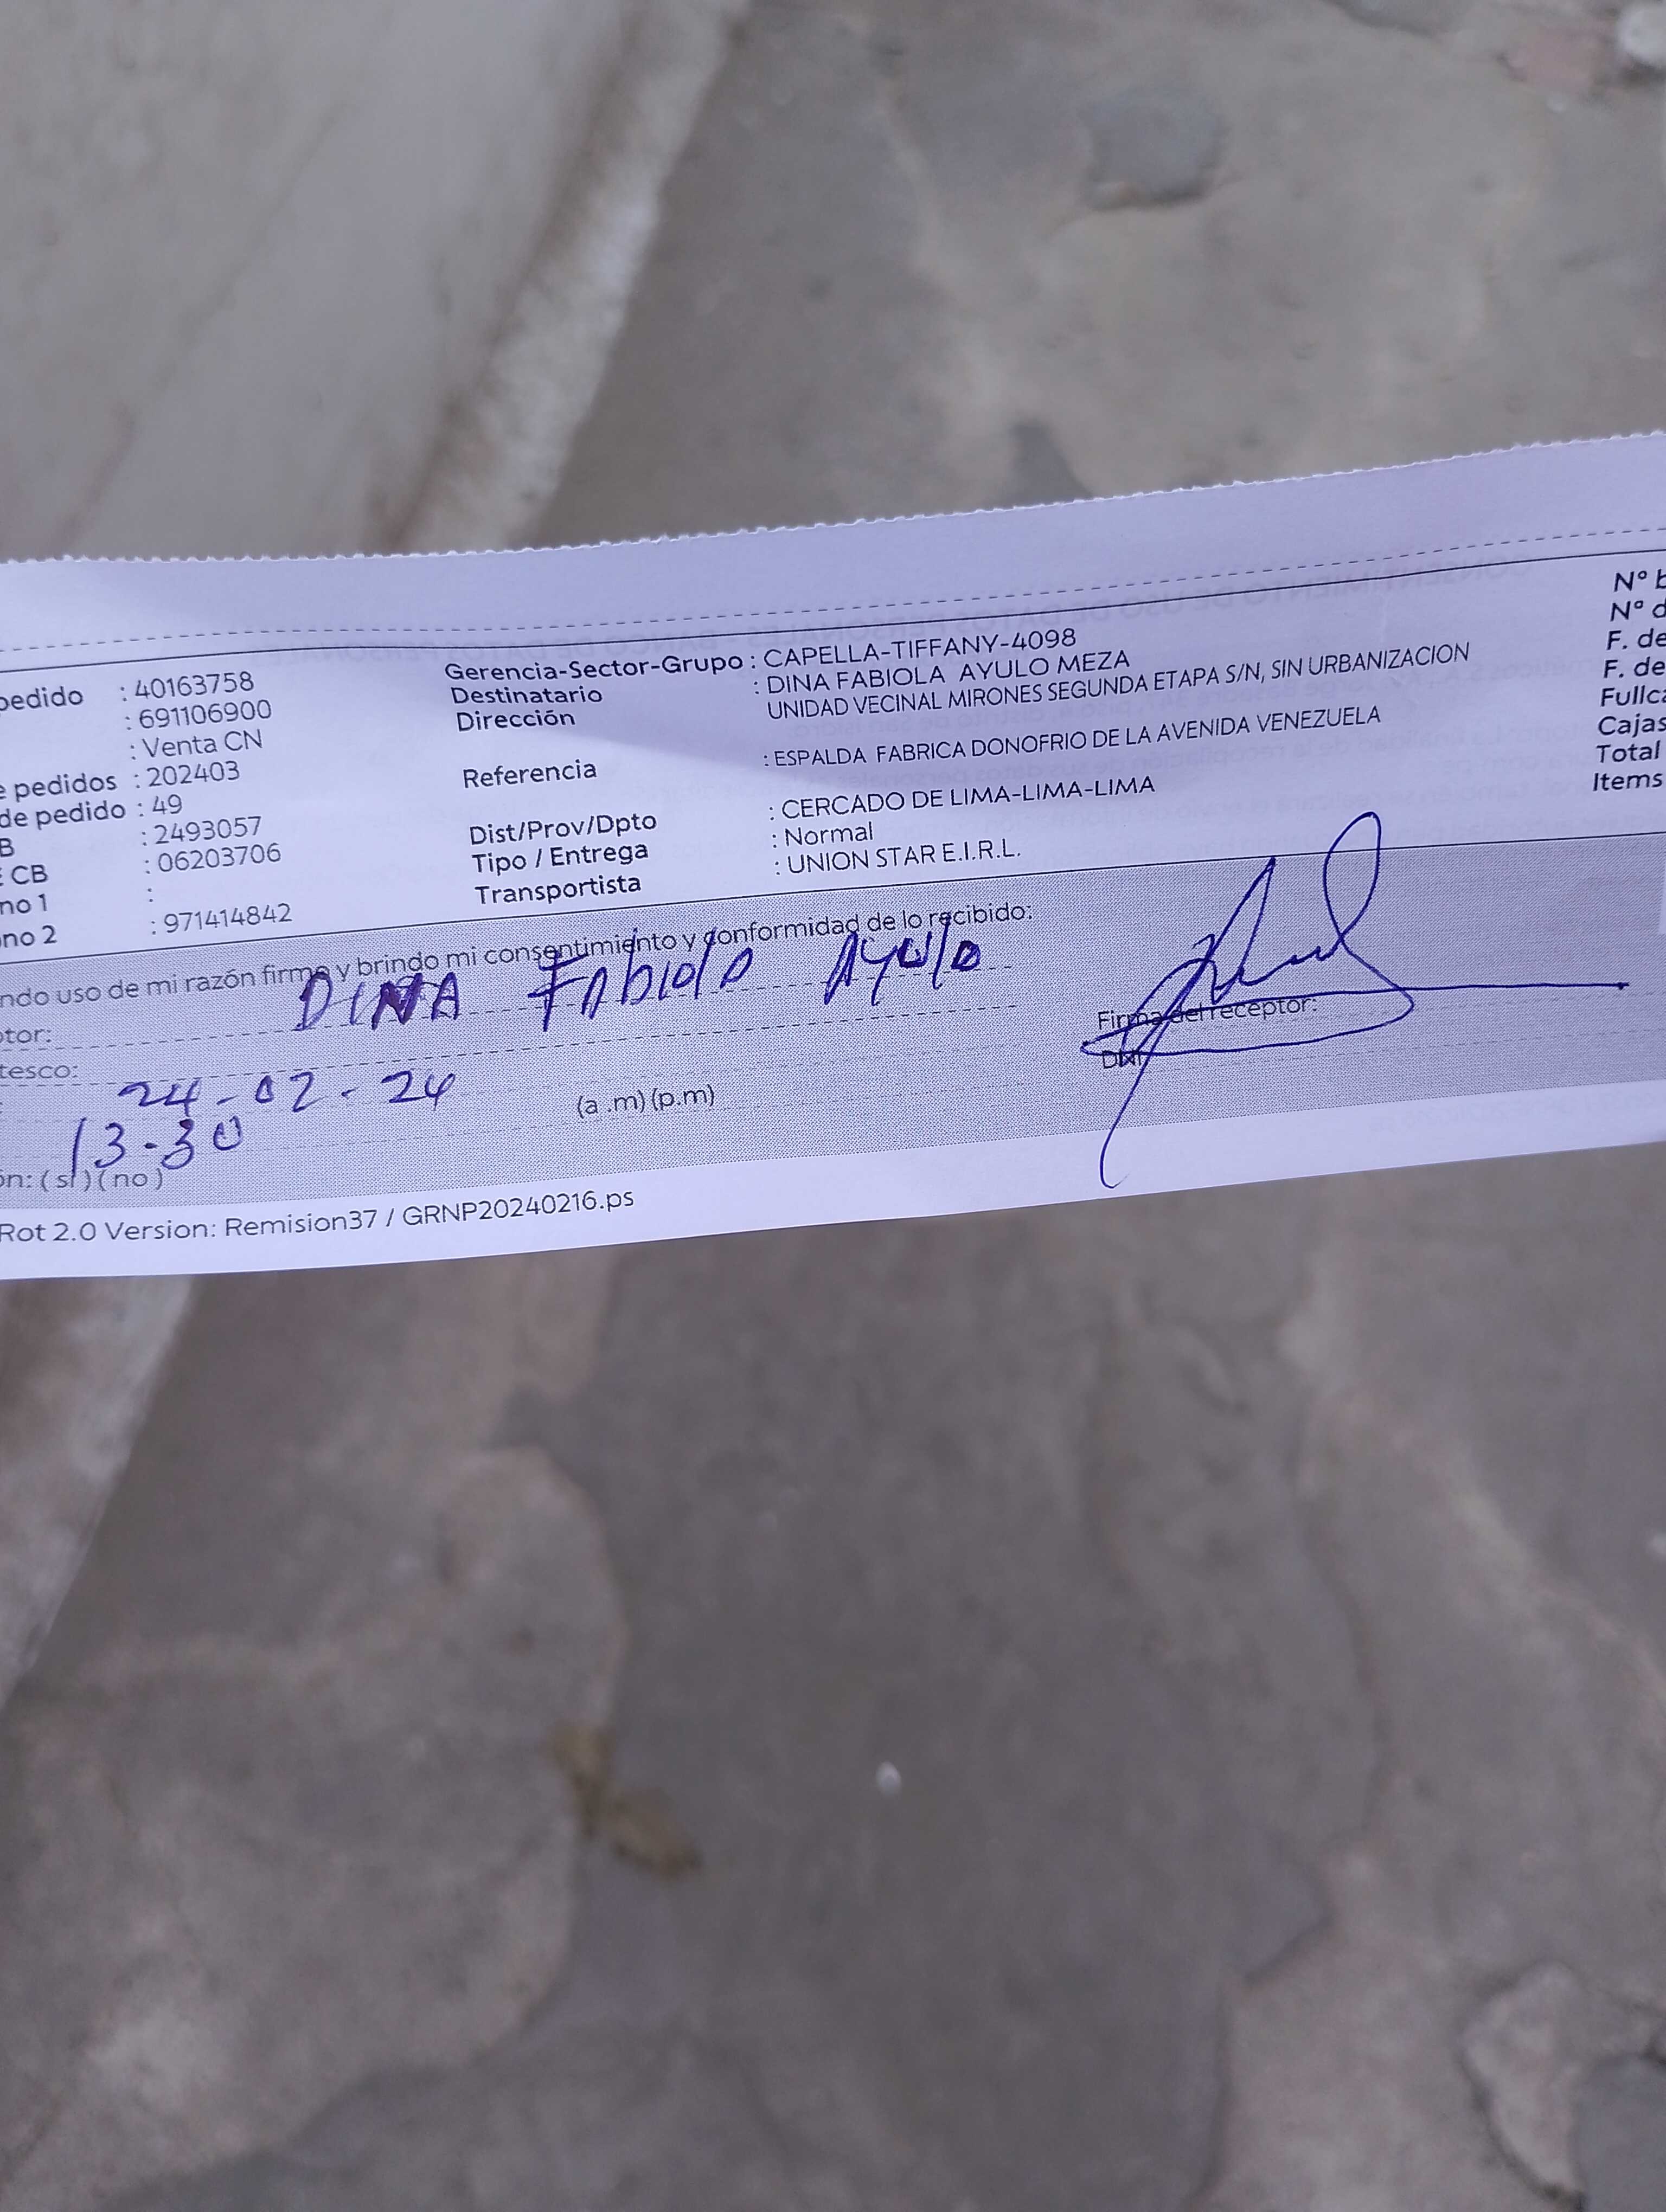 pedido : 40163758
: 691106900
: Venta CN
e pedidos : 202403
de pedido : 49
B : 2493057
E CB : 06203706
no 1 :
ono 2 : 971414842
Gerencia-Sector-Grupo : CAPELLA-TIFFANY-4098
Destinatario : DINA FABIOLA AYULO MEZA
Dirección UNIDAD VECINAL MIRONES SEGUNDA ETAPA S/N, SIN URBANIZACION
Referencia : ESPALDA FABRICA DONOFRIO DE LA AVENIDA VENEZUELA
Dist/Prov/Dpto : CERCADO DE LIMA-LIMA-LIMA
Tipo / Entrega : Normal
Transportista : UNION STAR E.I.R.L.
N° b
N° d
F. de
F. de
Fullca
Cajas
Total
Items
ndo uso de mi razón firmo y brindo mi consentimiento y conformidad de lo recibido:
ptor: DINA Fabiola Ayulo
tesco:
24-02-24
13-30 (a .m) (p.m)
ón: ( si ) ( no )
Firma del receptor:
DNI
Rot 2.0 Version: Remision37 / GRNP20240216.ps